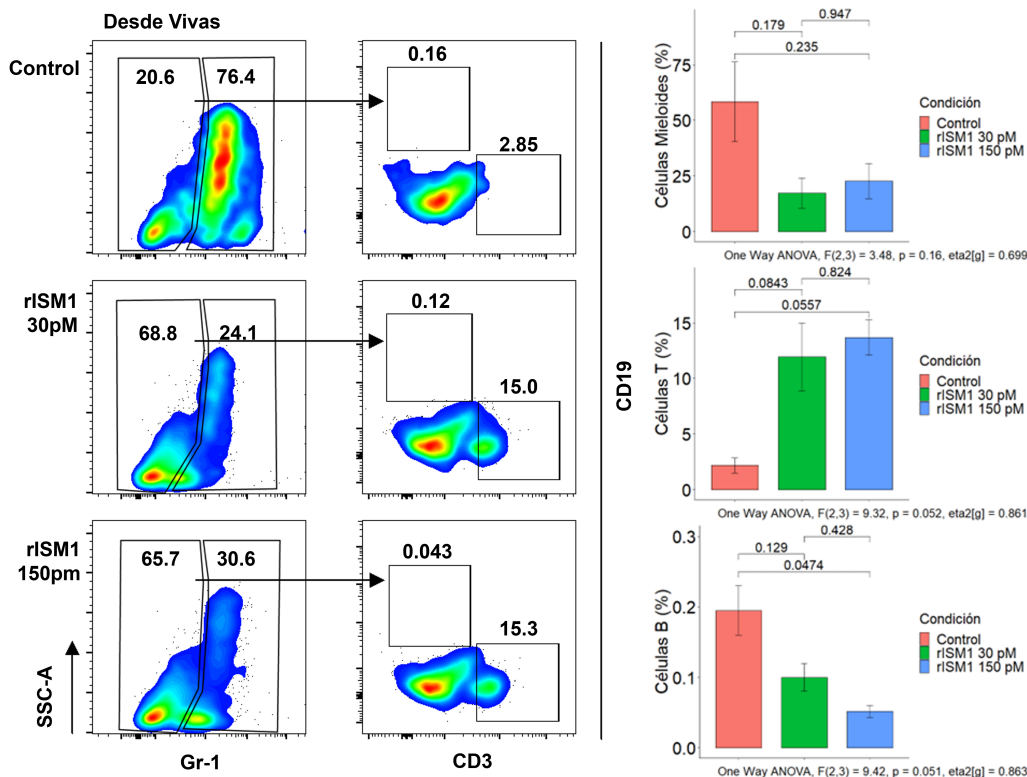 Desde Vivas
Control
20.6
76.4
0.16
2.85
rISM1
30pM
68.8
24.1
0.12
15.0
rISM1
150pm
65.7
30.6
0.043
15.3
SSC-A
Gr-1
CD3
CD19
0.947
0.179
0.235
Células Mieloides (%)
75
50
25
0
Condición
Control
rISM1 30 pM
rISM1 150 pM
One Way ANOVA, F(2,3) = 3.48, p = 0.16, eta2[g] = 0.699
0.824
0.0843
0.0557
Células T (%)
15
10
5
0
Condición
Control
rISM1 30 pM
rISM1 150 pM
One Way ANOVA, F(2,3) = 9.32, p = 0.052, eta2[g] = 0.861
0.428
0.129
0.0474
Células B (%)
0.3
0.2
0.1
0.0
Condición
Control
rISM1 30 pM
rISM1 150 pM
One Way ANOVA, F(2,3) = 9.42, p = 0.051, eta2[g] = 0.863